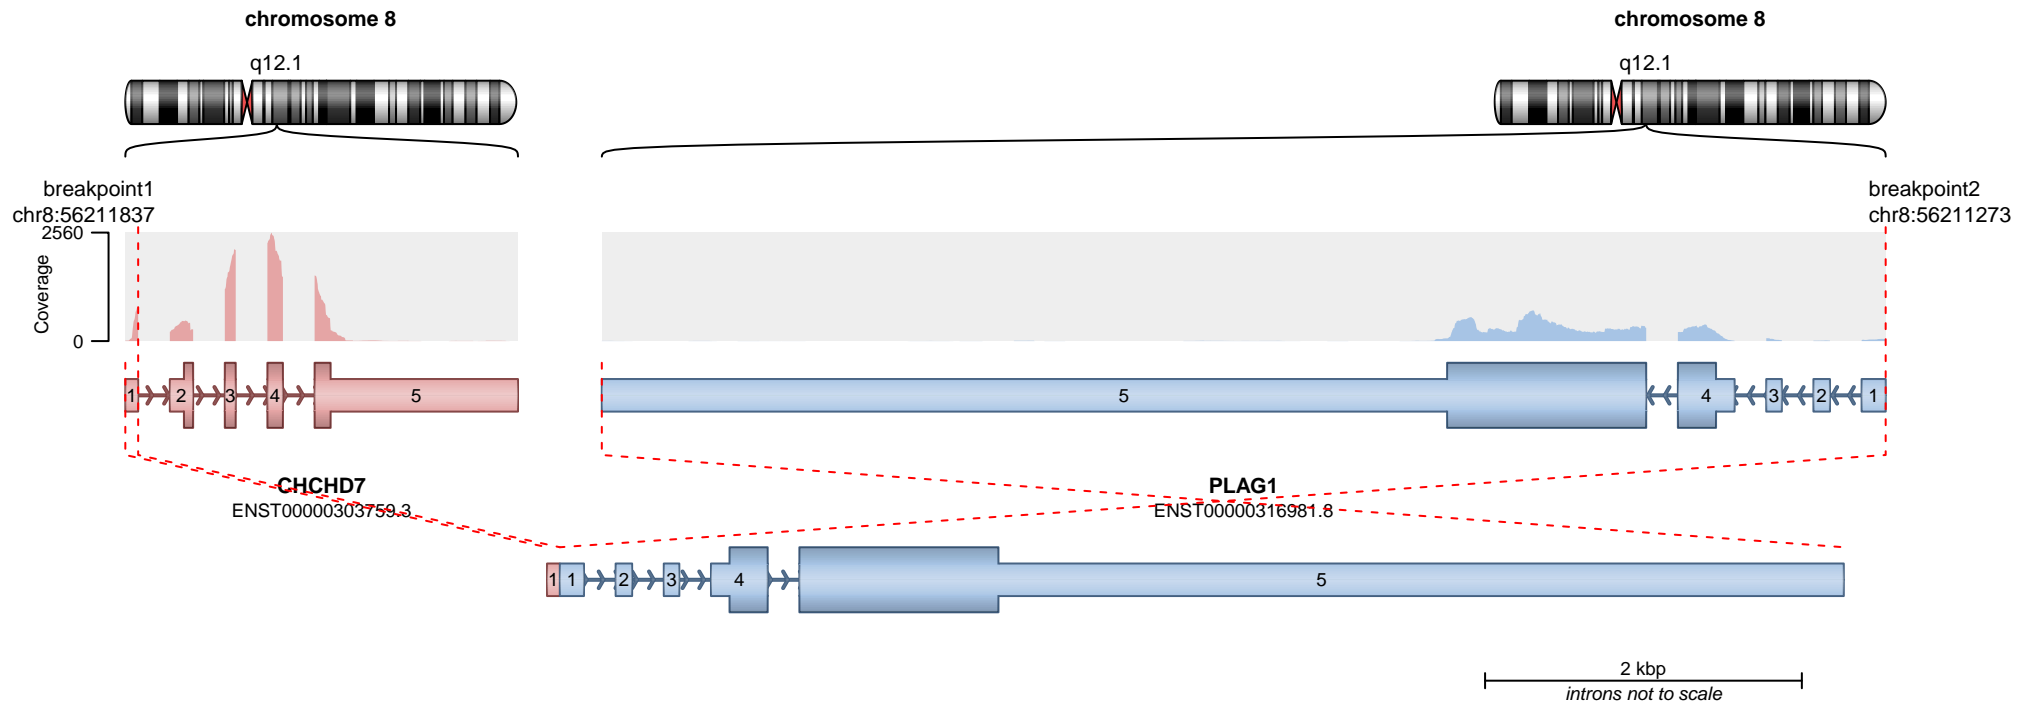 chromosome 8
chromosome 8
q12.1
q12.1
breakpoint1
chr8:56211837
breakpoint2
chr8:56211273
2560
Coverage
0
1 2 3 4 5
5 4 3 2 1
CHCHD7
ENST00000303759.3
PLAG1
ENST00000316981.8
1 1 2 3 4 5
2 kbp
introns not to scale